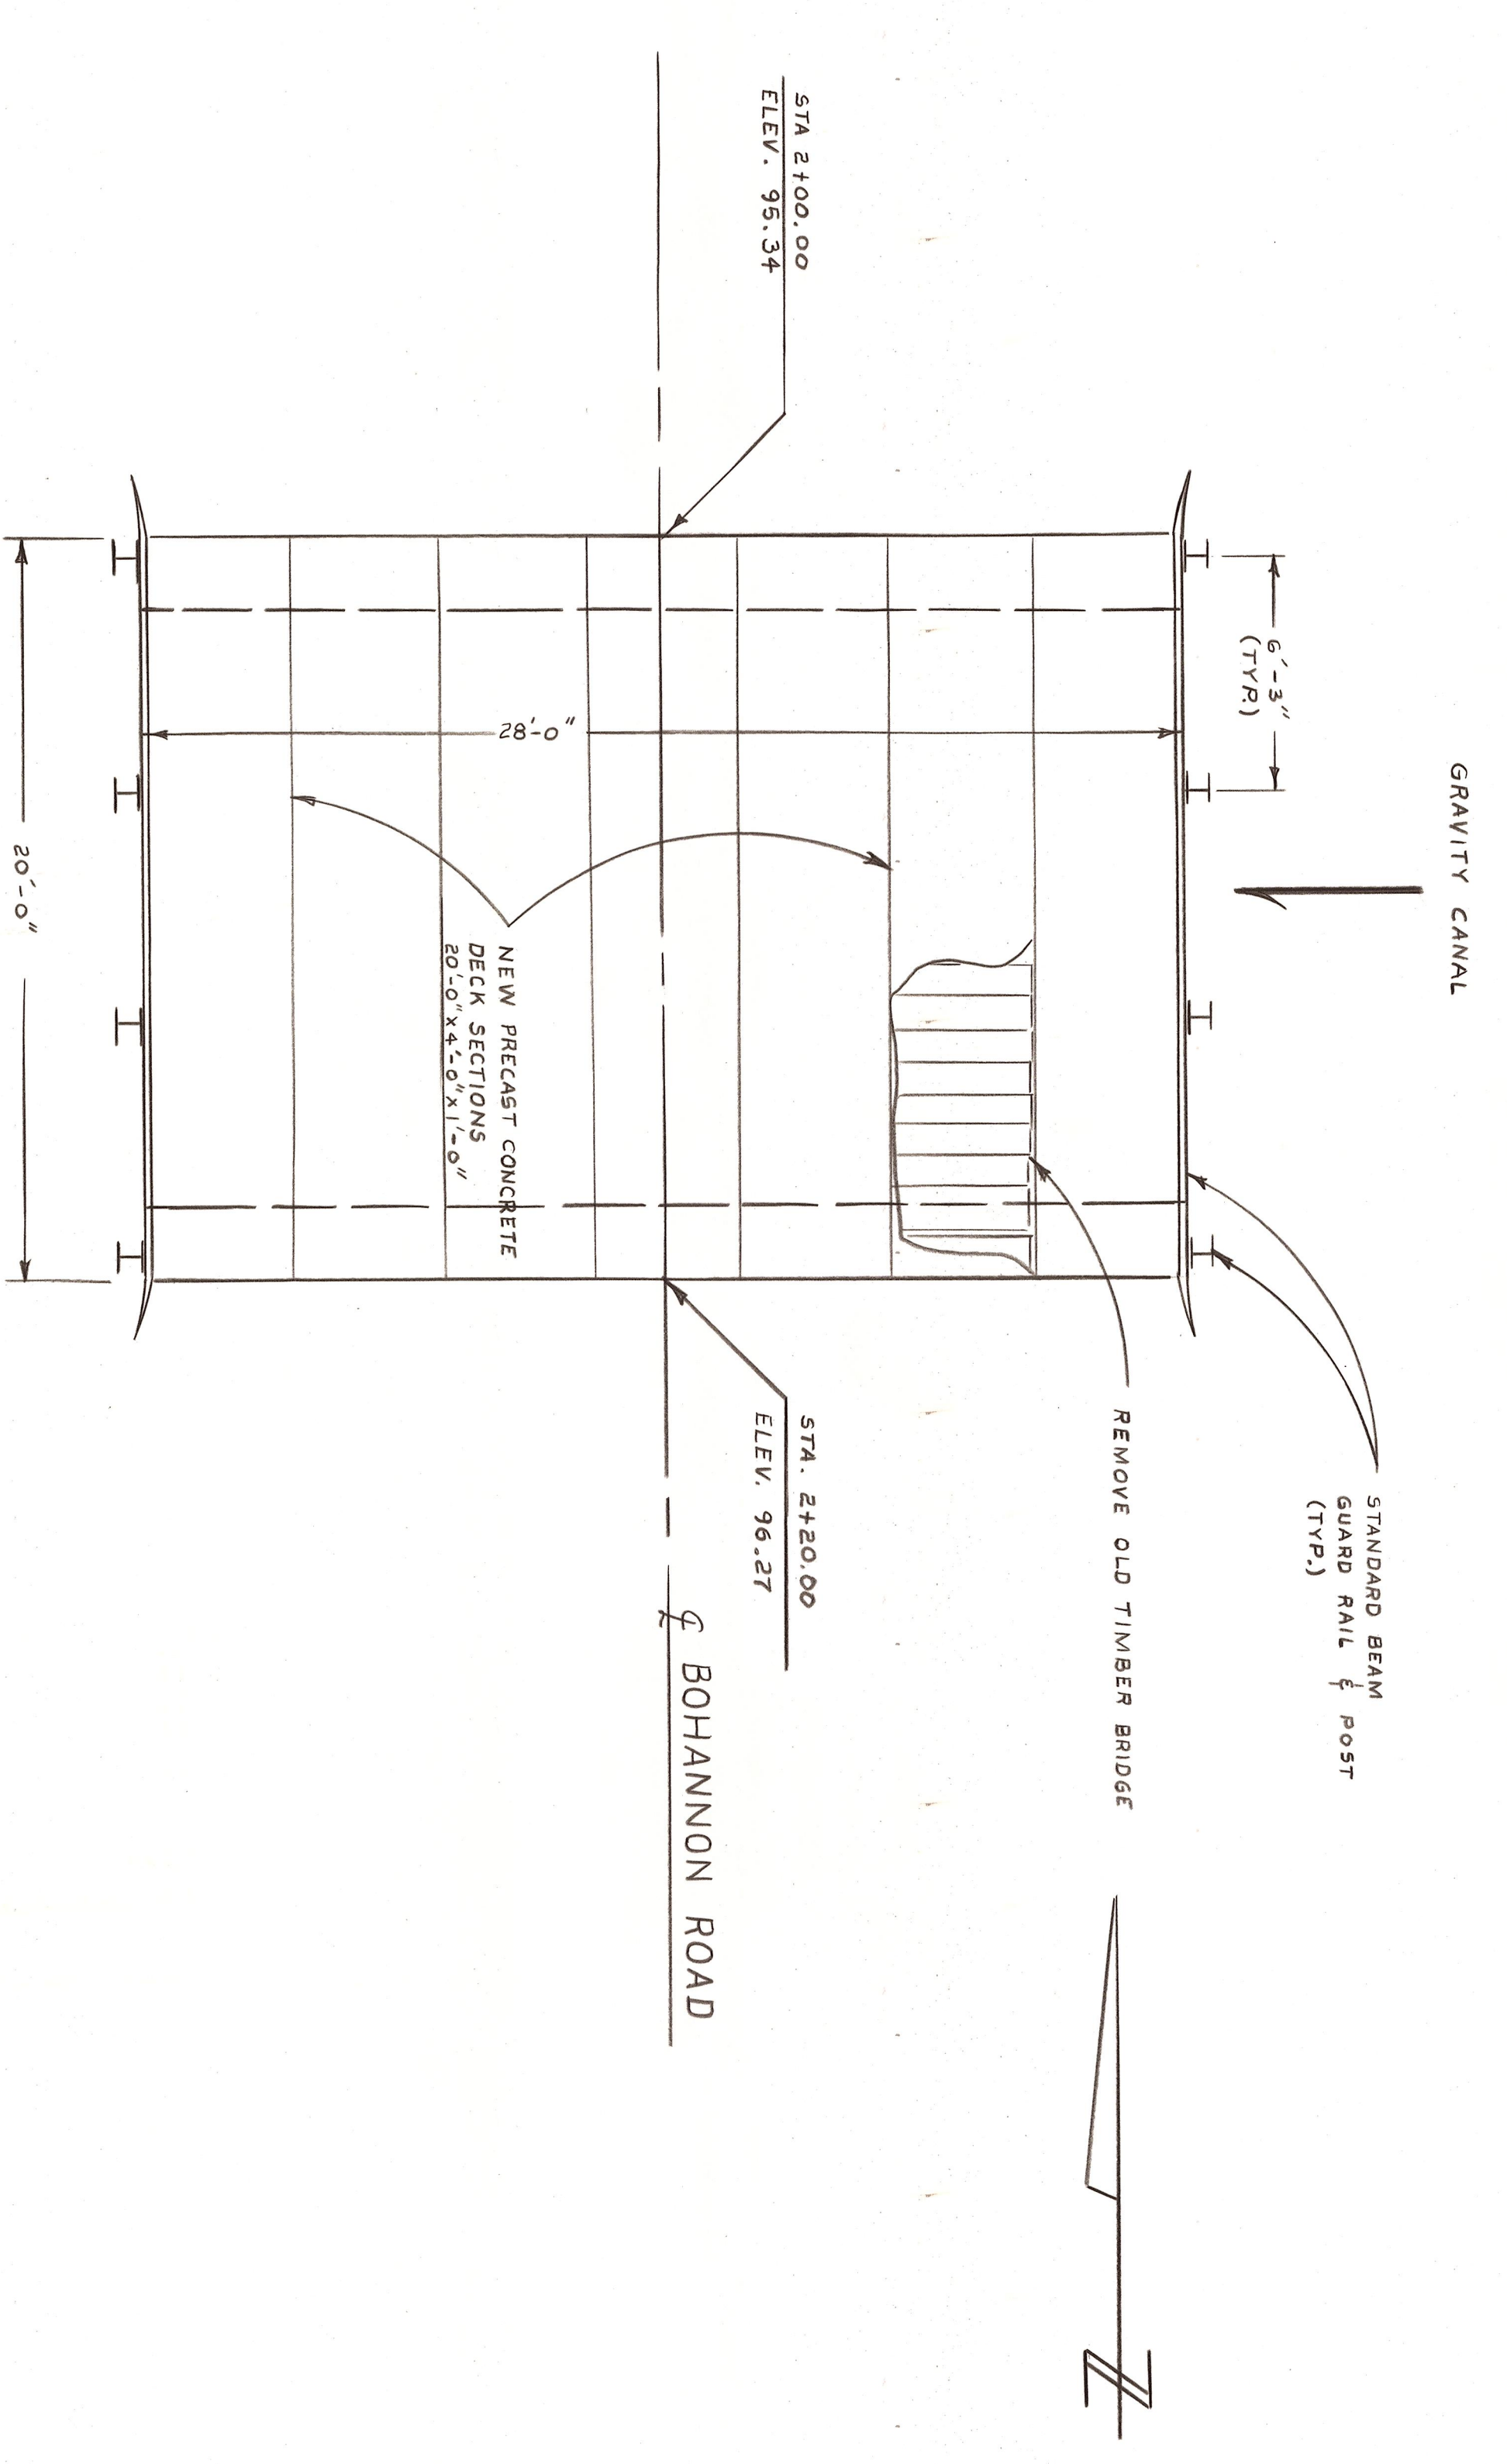 GRAVITY CANAL
6'-3"
(TYP.)
STANDARD BEAM
GUARD RAIL & POST
(TYP.)
REMOVE OLD TIMBER BRIDGE
STA 2+00.00
ELEV. 95.34
STA. 2+20.00
ELEV. 96.27
℄ BOHANNON ROAD
28'-0"
NEW PRECAST CONCRETE
DECK SECTIONS
20'-0"x4'-0"x1'-0"
20'-0"
N